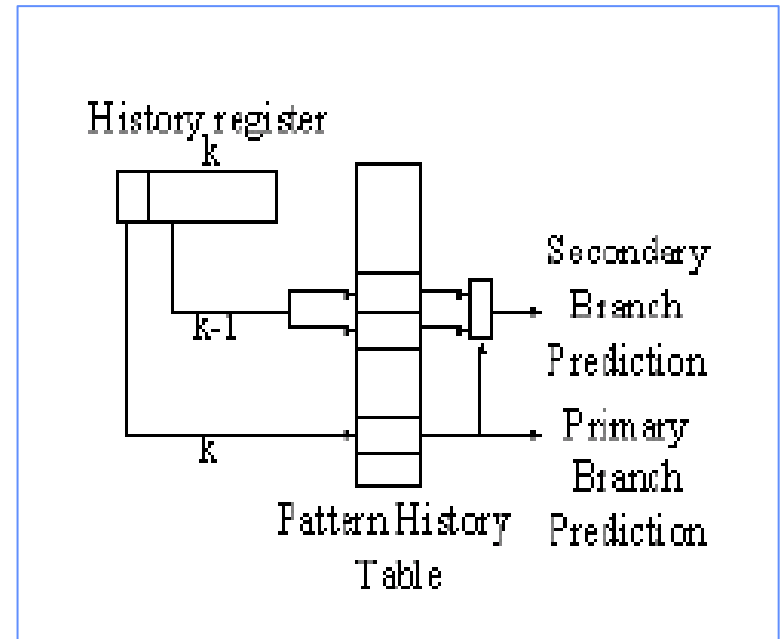 History register
k
k-1
k
Pattern History
Table
Secondary
Branch
Prediction
Primary
Branch
Prediction